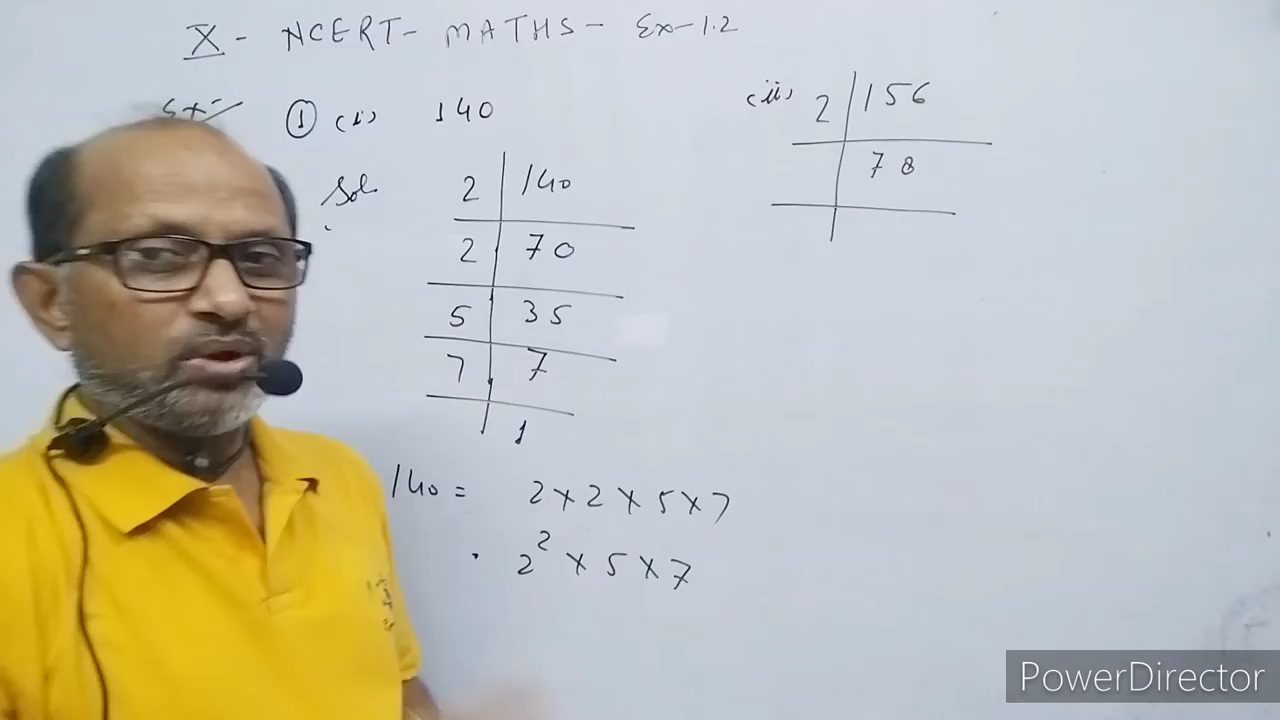 X - NCERT - MATHS - Ex-1.2
Ex- ① (i) 140
Sol.
2 | 140
2 | 70
5 | 35
7 | 7
1
140 = 2 × 2 × 5 × 7
2² × 5 × 7
(ii) 2 | 156
78
PowerDirector